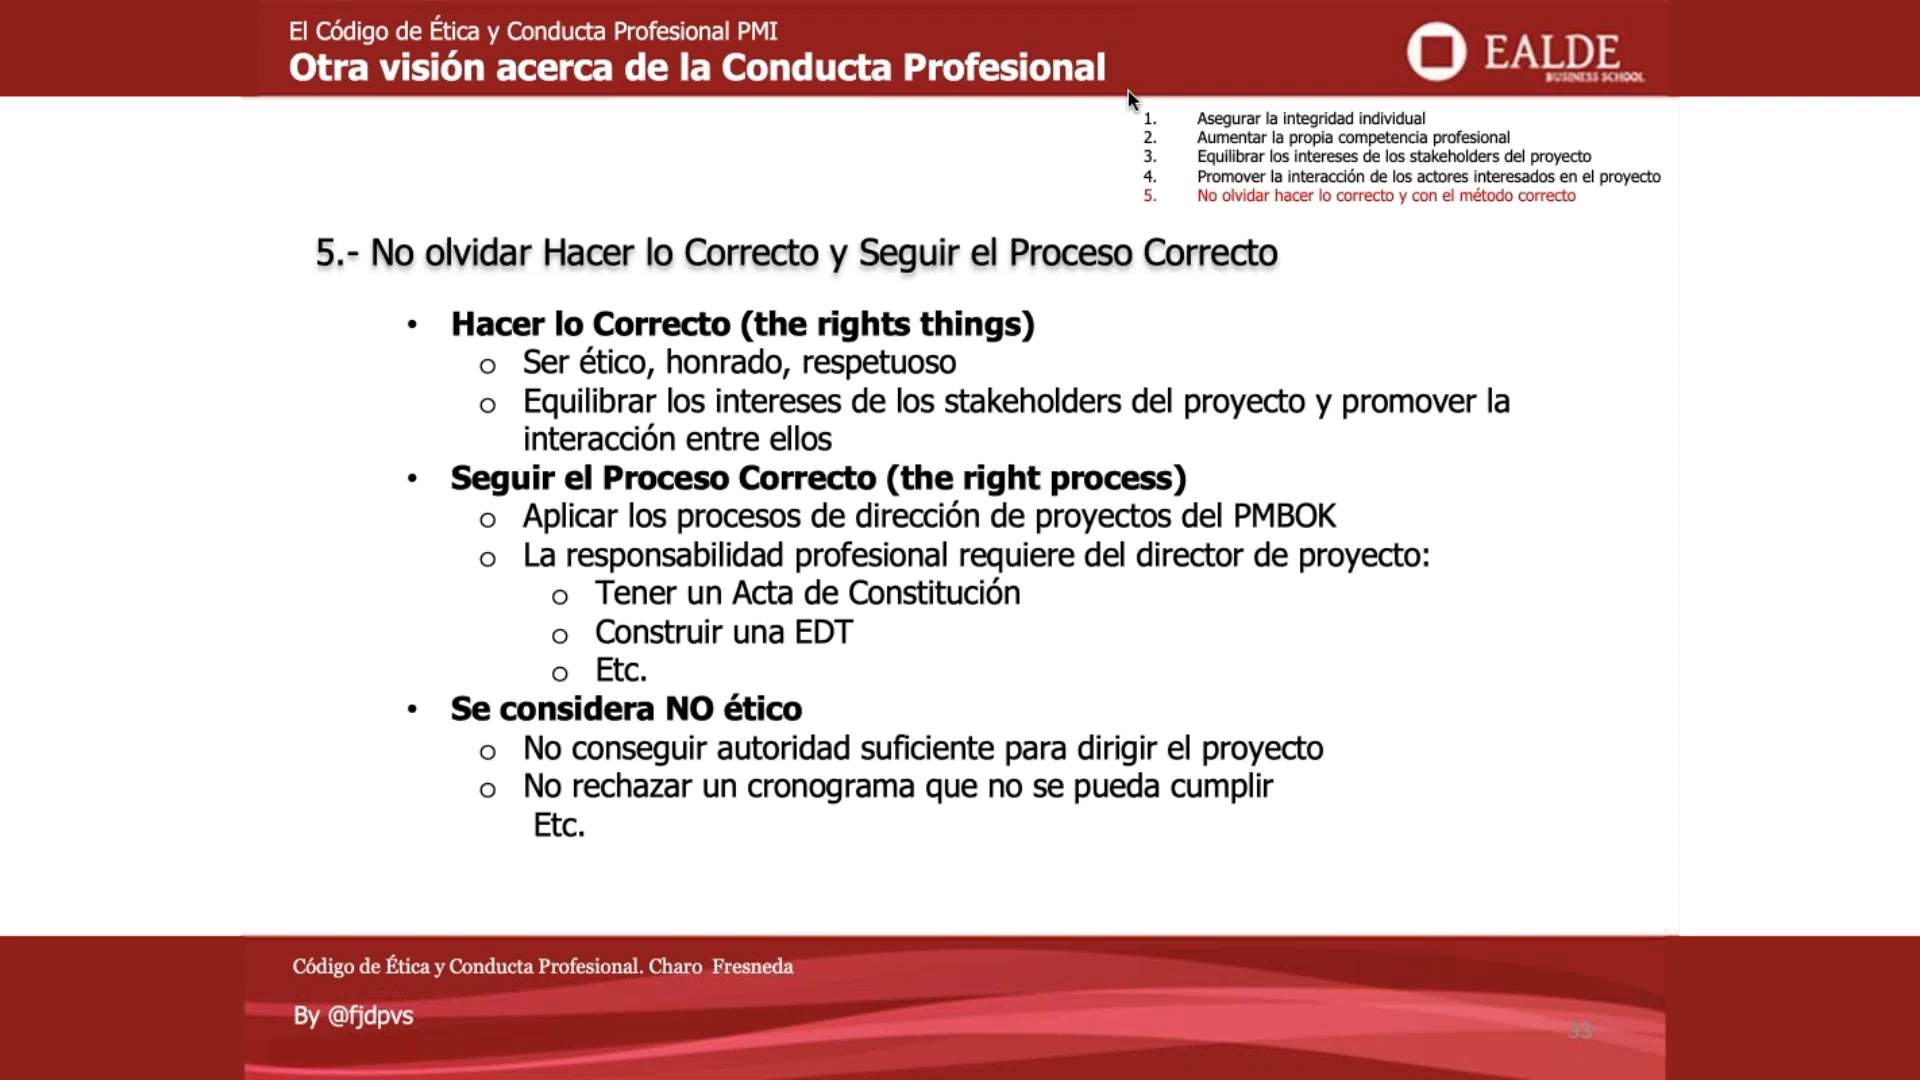 El Código de Ética y Conducta Profesional PMI
Otra visión acerca de la Conducta Profesional
EALDE
BUSINESS SCHOOL
1. Asegurar la integridad individual
2. Aumentar la propia competencia profesional
3. Equilibrar los intereses de los stakeholders del proyecto
4. Promover la interacción de los actores interesados en el proyecto
5. No olvidar hacer lo correcto y con el método correcto
5.- No olvidar Hacer lo Correcto y Seguir el Proceso Correcto
• Hacer lo Correcto (the rights things)
o Ser ético, honrado, respetuoso
o Equilibrar los intereses de los stakeholders del proyecto y promover la
interacción entre ellos
• Seguir el Proceso Correcto (the right process)
o Aplicar los procesos de dirección de proyectos del PMBOK
o La responsabilidad profesional requiere del director de proyecto:
o Tener un Acta de Constitución
o Construir una EDT
o Etc.
• Se considera NO ético
o No conseguir autoridad suficiente para dirigir el proyecto
o No rechazar un cronograma que no se pueda cumplir
Etc.
Código de Ética y Conducta Profesional. Charo Fresneda
By @fjdpvs
33